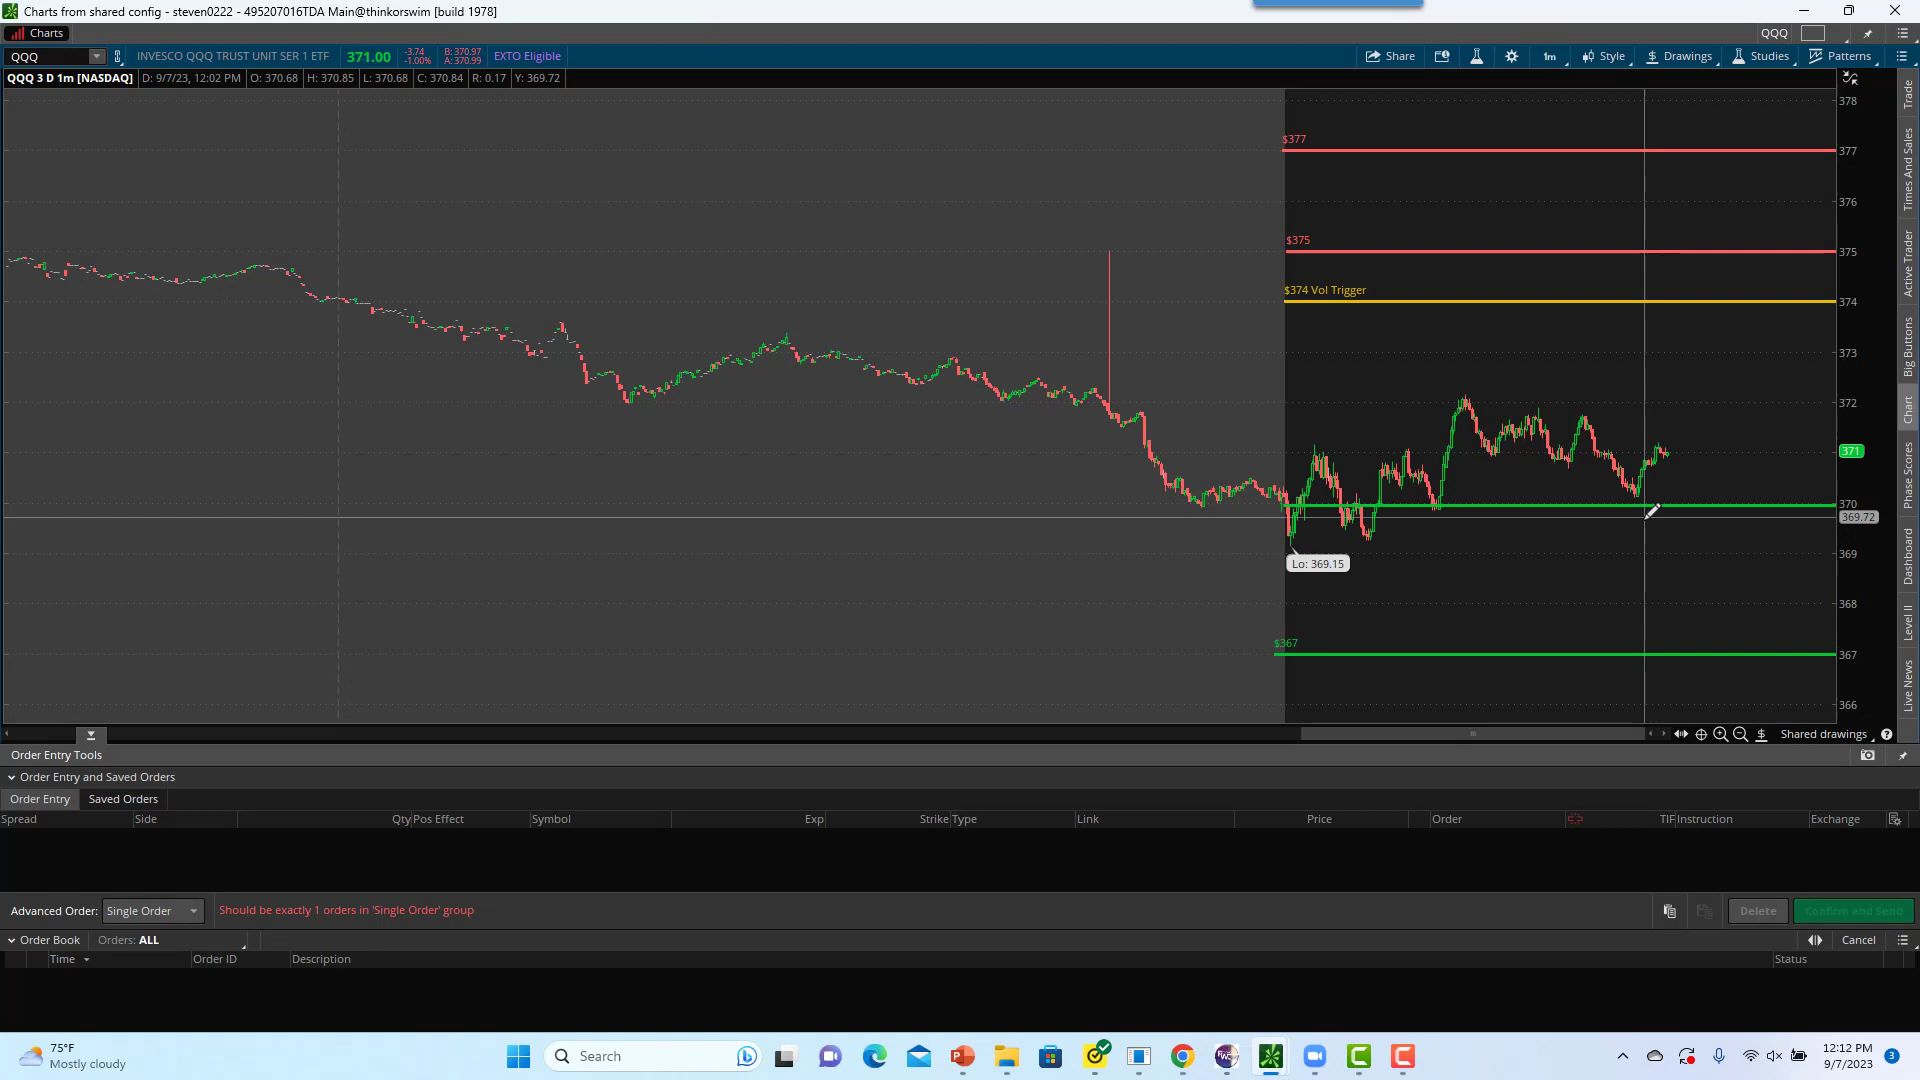 Charts from shared config - steven0222 - 495207016TDA Main@thinkorswim [build 1978]
Charts
QQQ
QQQ
INVESCO QQQ TRUST UNIT SER 1 ETF
371.00
-3.74
-1.00%
B: 370.97
A: 370.99
EXTO Eligible
Share
1m
Style
Drawings
Studies
Patterns
QQQ 3 D 1m [NASDAQ]
D: 9/7/23, 12:02 PM
O: 370.68
H: 370.85
L: 370.68
C: 370.84
R: 0.17
Y: 369.72
378
$377
377
376
$375
375
$374 Vol Trigger
374
373
372
371
370
369.72
369
Lo: 369.15
368
$367
367
366
Trade
Times And Sales
Active Trader
Big Buttons
Chart
Phase Scores
Dashboard
Level II
Live News
Shared drawings
Order Entry Tools
Order Entry and Saved Orders
Order Entry
Saved Orders
Spread Side Qty Pos Effect Symbol Exp Strike Type Link Price Order TIF Instruction Exchange
Advanced Order: Single Order
Should be exactly 1 orders in 'Single Order' group
Delete
Confirm and Send
Order Book
Orders: ALL
Cancel
Time Order ID Description Status
75°F
Mostly cloudy
Search
12:12 PM
9/7/2023
3